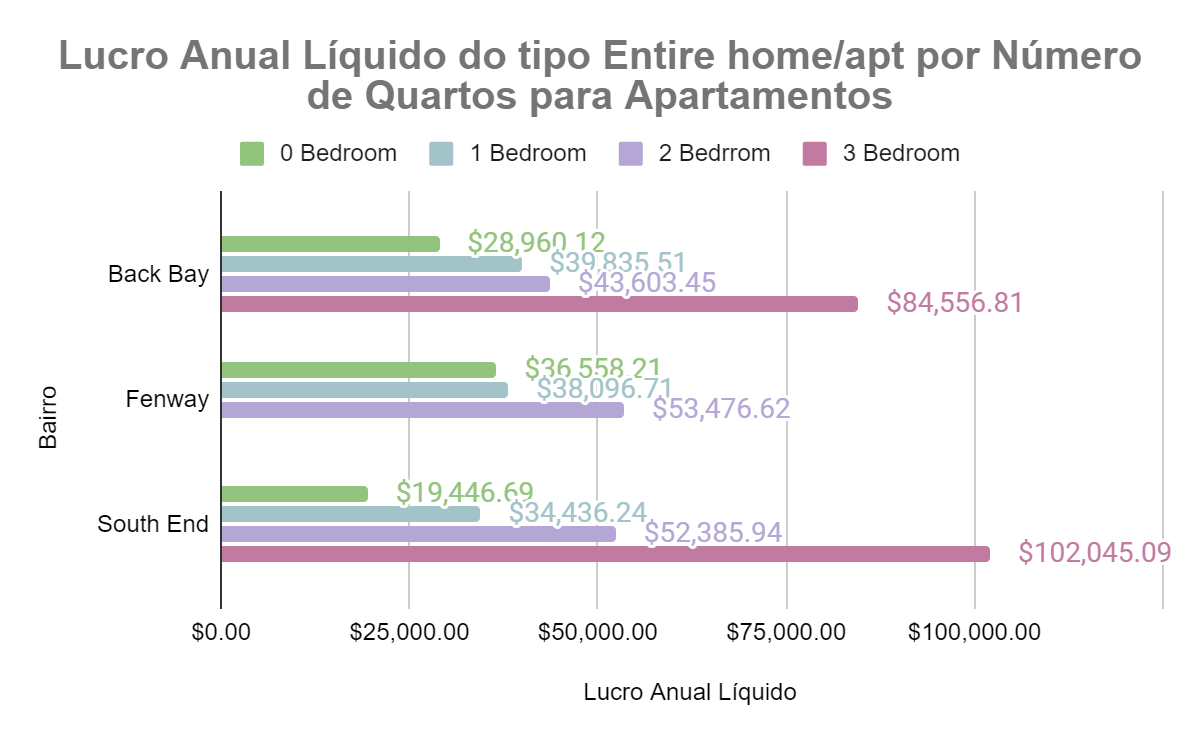 Lucro Anual Líquido do tipo Entire home/apt por Número
de Quartos para Apartamentos
0 Bedroom 1 Bedroom 2 Bedrrom 3 Bedroom
$28,960.12
$39,835.51
Back Bay
$43,603.45
$84,556.81
$36,558.21
$38,096.71
Fenway
$53,476.62
Bairro
$19,446.69
$34,436.24
South End
$52,385.94
$102,045.09
$0.00 $25,000.00 $50,000.00 $75,000.00 $100,000.00
Lucro Anual Líquido